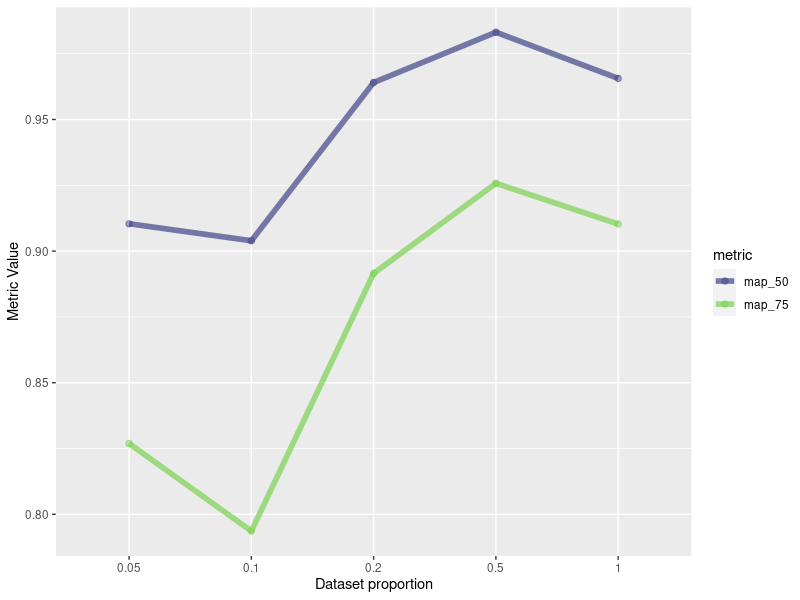 0.95
0.90
0.85
0.80
Metric Value
0.05 0.1 0.2 0.5 1
Dataset proportion
metric
map_50
map_75